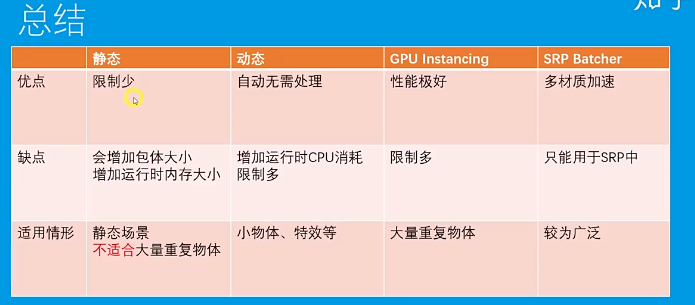 总结
静态 动态 GPU Instancing SRP Batcher
优点 限制少 自动无需处理 性能极好 多材质加速
缺点 会增加包体大小 增加运行时CPU消耗 限制多 只能用于SRP中
增加运行时内存大小 限制多
适用情形 静态场景 小物体、特效等 大量重复物体 较为广泛
不适合大量重复物体